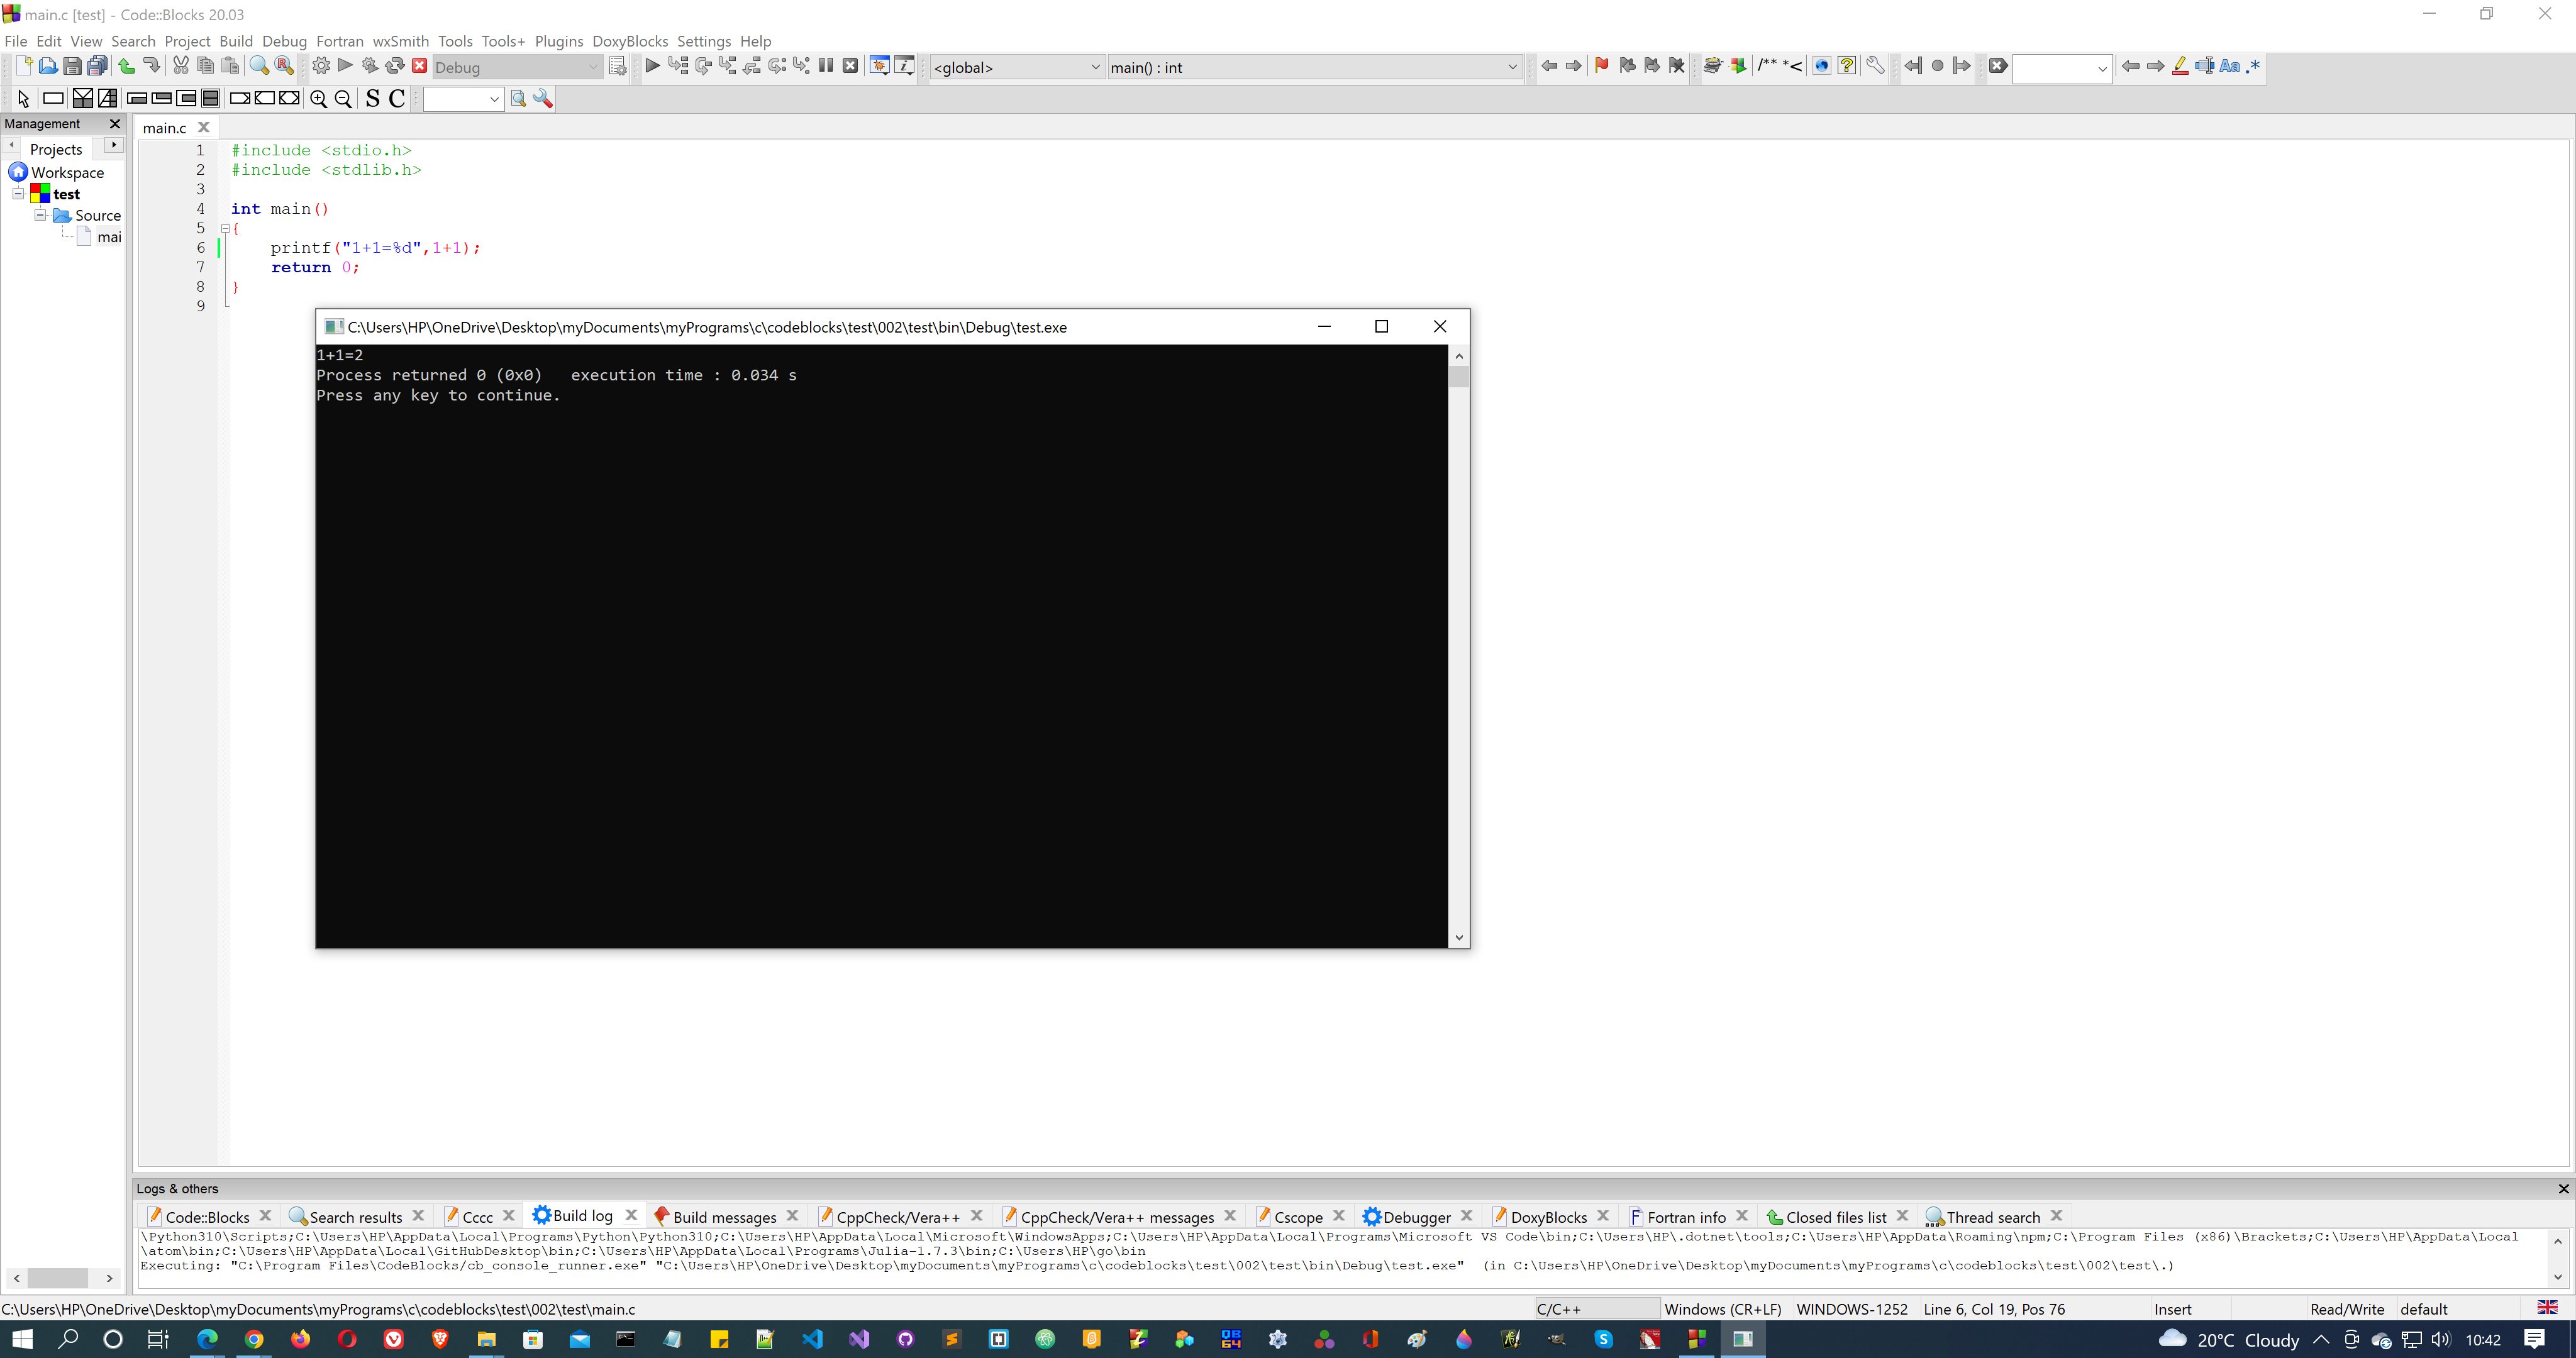 main.c [test] - Code::Blocks 20.03
File Edit View Search Project Build Debug Fortran wxSmith Tools Tools+ Plugins DoxyBlocks Settings Help
Debug <global> main() : int /** *< Aa .*
S C
Management
main.c
Projects
Workspace
test
Source
mai
1 #include <stdio.h>
2 #include <stdlib.h>
3
4 int main()
5 {
6 printf("1+1=%d",1+1);
7 return 0;
8 }
9
C:\Users\HP\OneDrive\Desktop\myDocuments\myPrograms\c\codeblocks\test\002\test\bin\Debug\test.exe
1+1=2
Process returned 0 (0x0)   execution time : 0.034 s
Press any key to continue.
Logs & others
Code::Blocks Search results Cccc Build log Build messages CppCheck/Vera++ CppCheck/Vera++ messages Cscope Debugger DoxyBlocks Fortran info Closed files list Thread search
\Python310\Scripts;C:\Users\HP\AppData\Local\Programs\Python\Python310;C:\Users\HP\AppData\Local\Microsoft\WindowsApps;C:\Users\HP\AppData\Local\Programs\Microsoft VS Code\bin;C:\Users\HP\.dotnet\tools;C:\Users\HP\AppData\Roaming\npm;C:\Program Files (x86)\Brackets;C:\Users\HP\AppData\Local
\atom\bin;C:\Users\HP\AppData\Local\GitHubDesktop\bin;C:\Users\HP\AppData\Local\Programs\Julia-1.7.3\bin;C:\Users\HP\go\bin
Executing: "C:\Program Files\CodeBlocks/cb_console_runner.exe" "C:\Users\HP\OneDrive\Desktop\myDocuments\myPrograms\c\codeblocks\test\002\test\bin\Debug\test.exe"  (in C:\Users\HP\OneDrive\Desktop\myDocuments\myPrograms\c\codeblocks\test\002\test\.)
C:\Users\HP\OneDrive\Desktop\myDocuments\myPrograms\c\codeblocks\test\002\test\main.c C/C++ Windows (CR+LF) WINDOWS-1252 Line 6, Col 19, Pos 76 Insert Read/Write default
20°C Cloudy 10:42